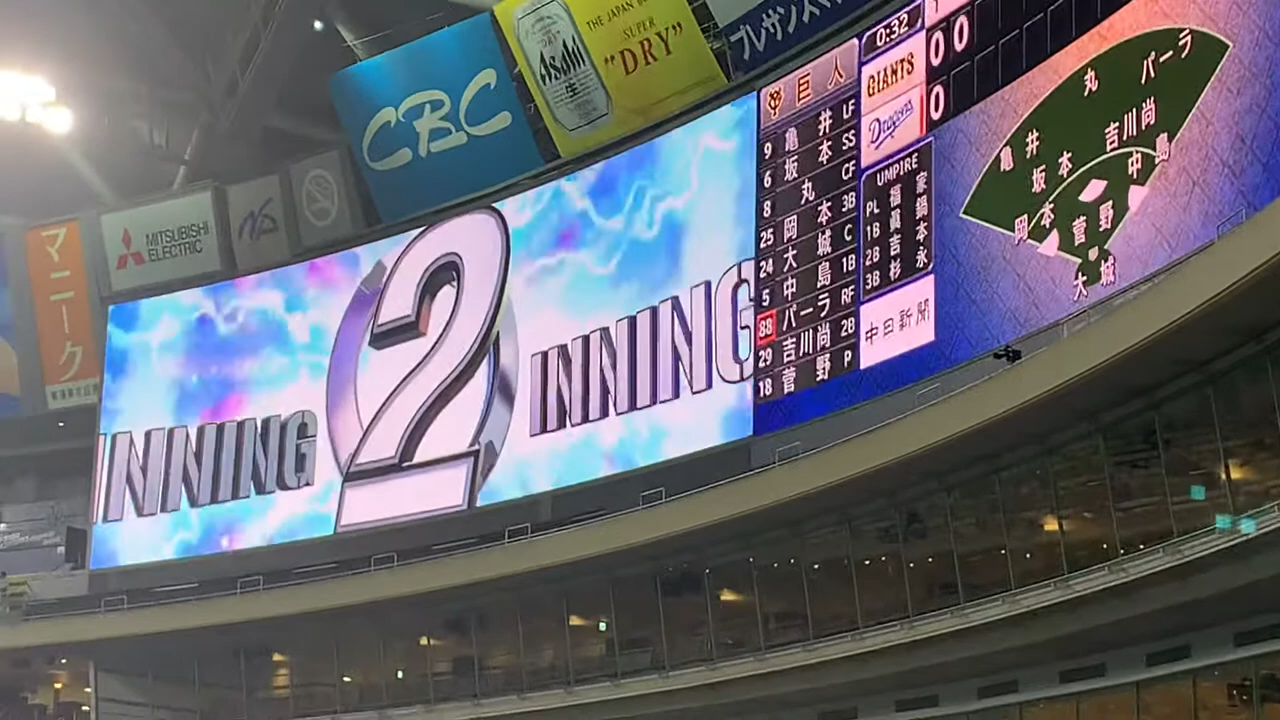 CBC
THE JAPAN
SUPER
"DRY"
Asahi
生
プレザンス
MITSUBISHI
ELECTRIC
マニーク
2
INNING
INNING
巨人
9 亀井 LF
6 坂本 SS
8 丸 CF
25 岡本 3B
24 大城 C
5 中島 1B
88 パーラ RF
29 吉川尚 2B
18 菅野 P
0:32
GIANTS 0 0
Dragons 0
UMPIRE
PL 福家
1B 眞鍋
2B 吉本
3B 杉永
中日新聞
丸
パーラ
亀井
坂本
吉川尚
中島
岡本
菅野
大城